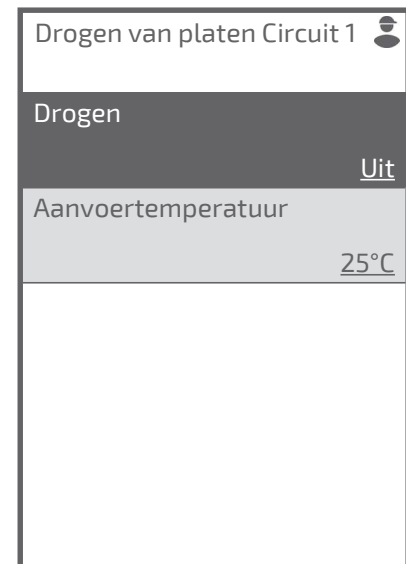 Drogen van platen Circuit 1
Drogen
Uit
Aanvoertemperatuur
25°C